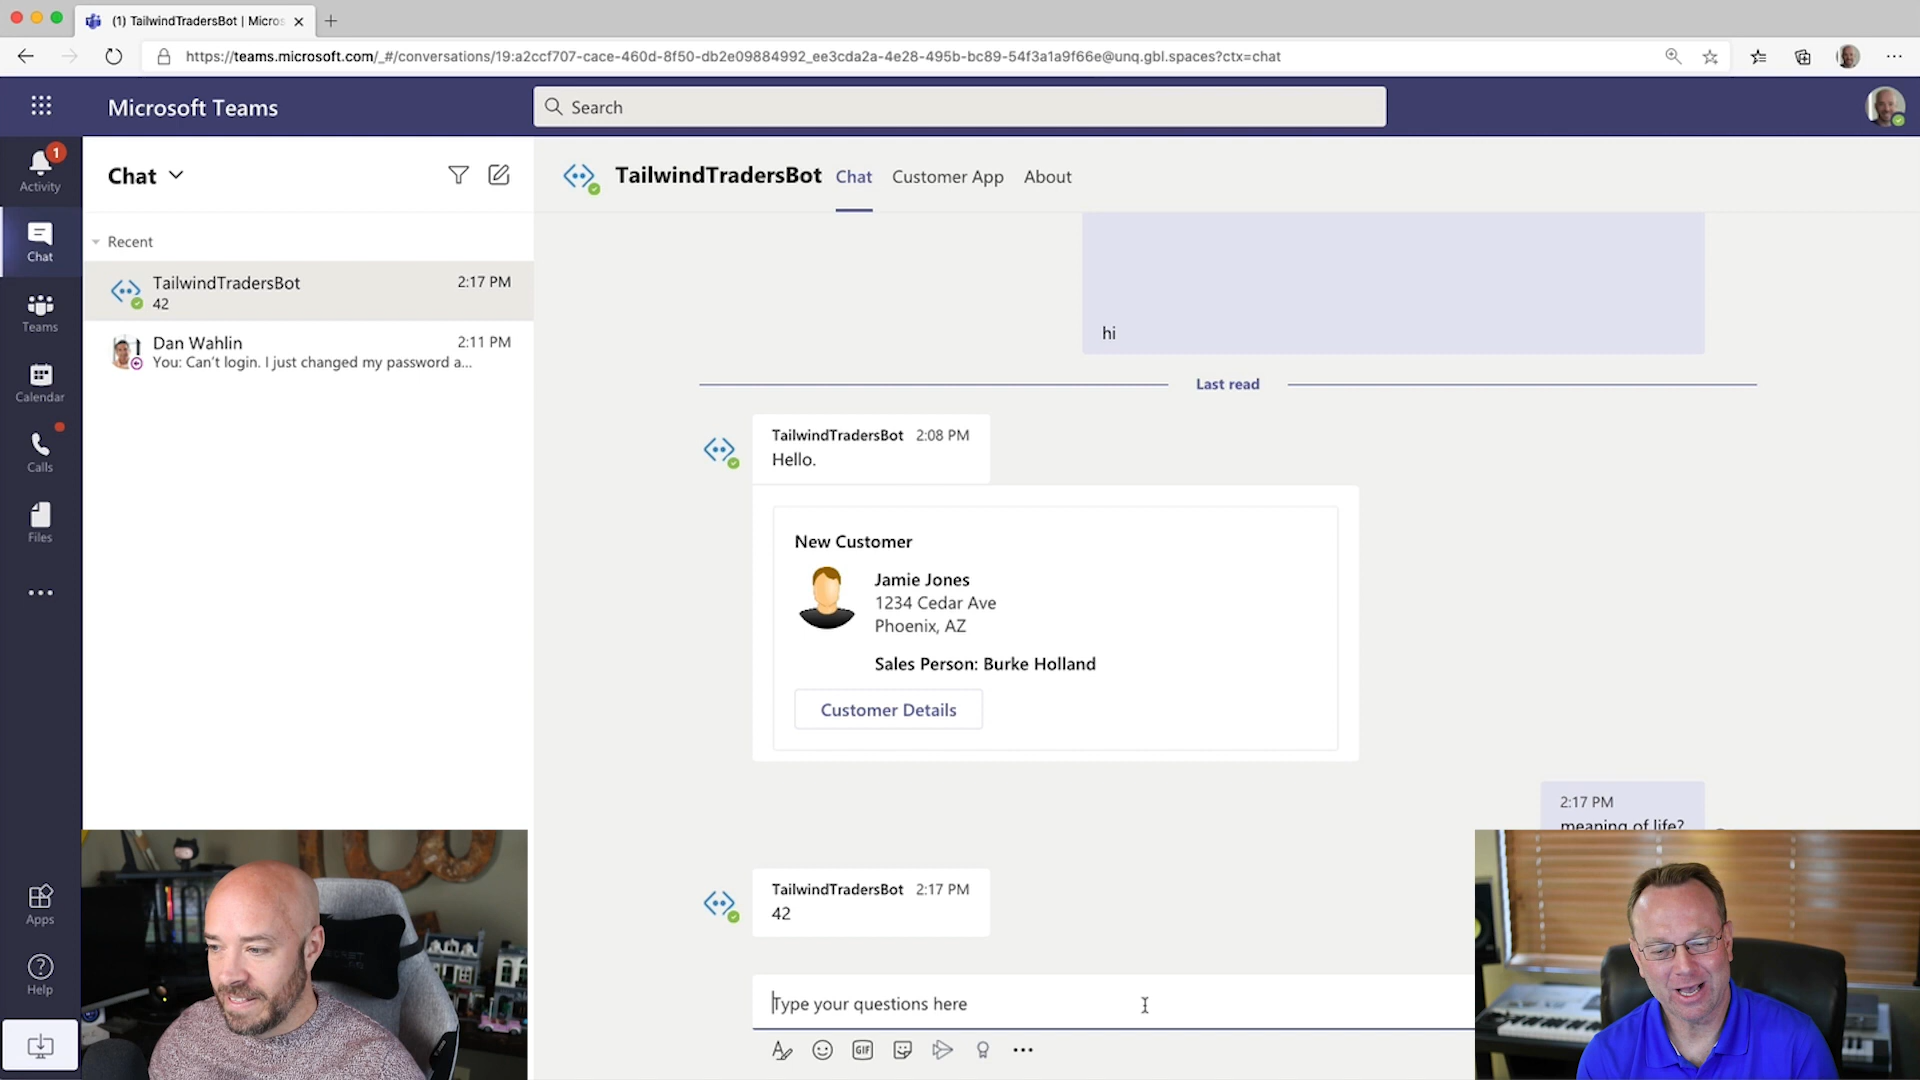 (1) TailwindTradersBot | Micros
https://teams.microsoft.com/_#/conversations/19:a2ccf707-cace-460d-8f50-db2e09884992_ee3cda2a-4e28-495b-bc89-54f3a1a9f66e@unq.gbl.spaces?ctx=chat
Microsoft Teams
Search
1
Activity
Chat
Teams
Calendar
Calls
Files
Apps
Help
Chat
Recent
TailwindTradersBot 2:17 PM
42
Dan Wahlin 2:11 PM
You: Can't login. I just changed my password a...
TailwindTradersBot Chat Customer App About
hi
Last read
TailwindTradersBot 2:08 PM
Hello.
New Customer
Jamie Jones
1234 Cedar Ave
Phoenix, AZ
Sales Person: Burke Holland
Customer Details
2:17 PM
meaning of life?
TailwindTradersBot 2:17 PM
42
Type your questions here
GIF